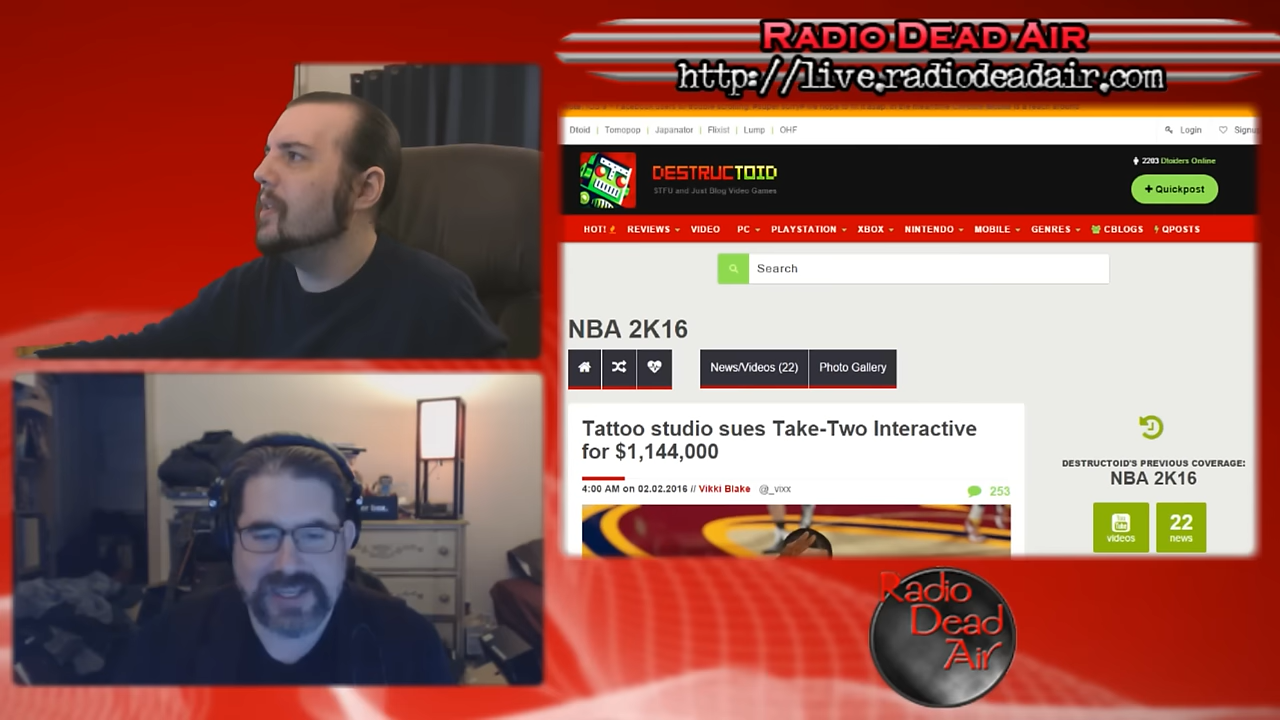 Radio Dead Air
http://live.radiodeadair.com
Dtoid | Tomopop | Japanator | Flixist | Lump | OHF
Login
Signu
DESTRUCTOID
STFU and Just Blog Video Games
2203 Dtoiders Online
+ Quickpost
HOT! REVIEWS VIDEO PC PLAYSTATION XBOX NINTENDO MOBILE GENRES CBLOGS QPOSTS
Search
NBA 2K16
News/Videos (22)
Photo Gallery
Tattoo studio sues Take-Two Interactive
for $1,144,000
4:00 AM on 02.02.2016 // Vikki Blake @_vixx
253
DESTRUCTOID'S PREVIOUS COVERAGE:
NBA 2K16
You Tube
videos
22
news
Radio
Dead
Air